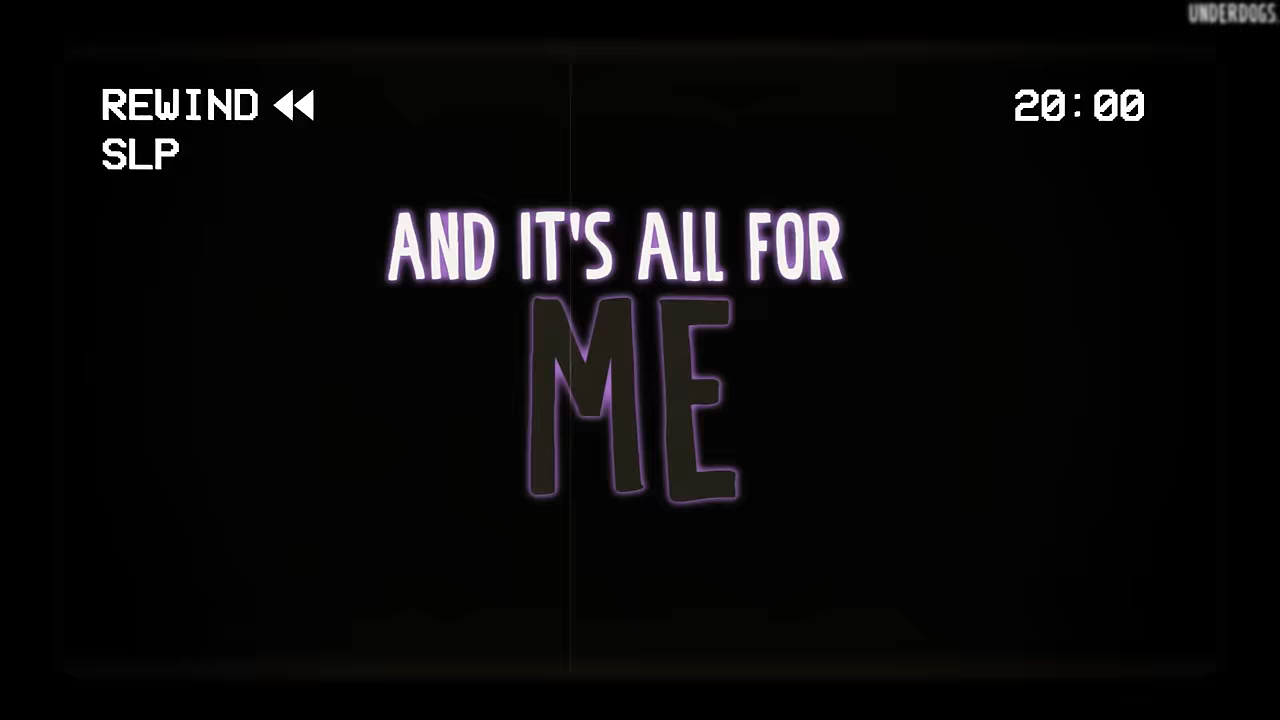 UNDERDOGS
REWIND ◀◀
20:00
SLP
AND IT'S ALL FOR
ME